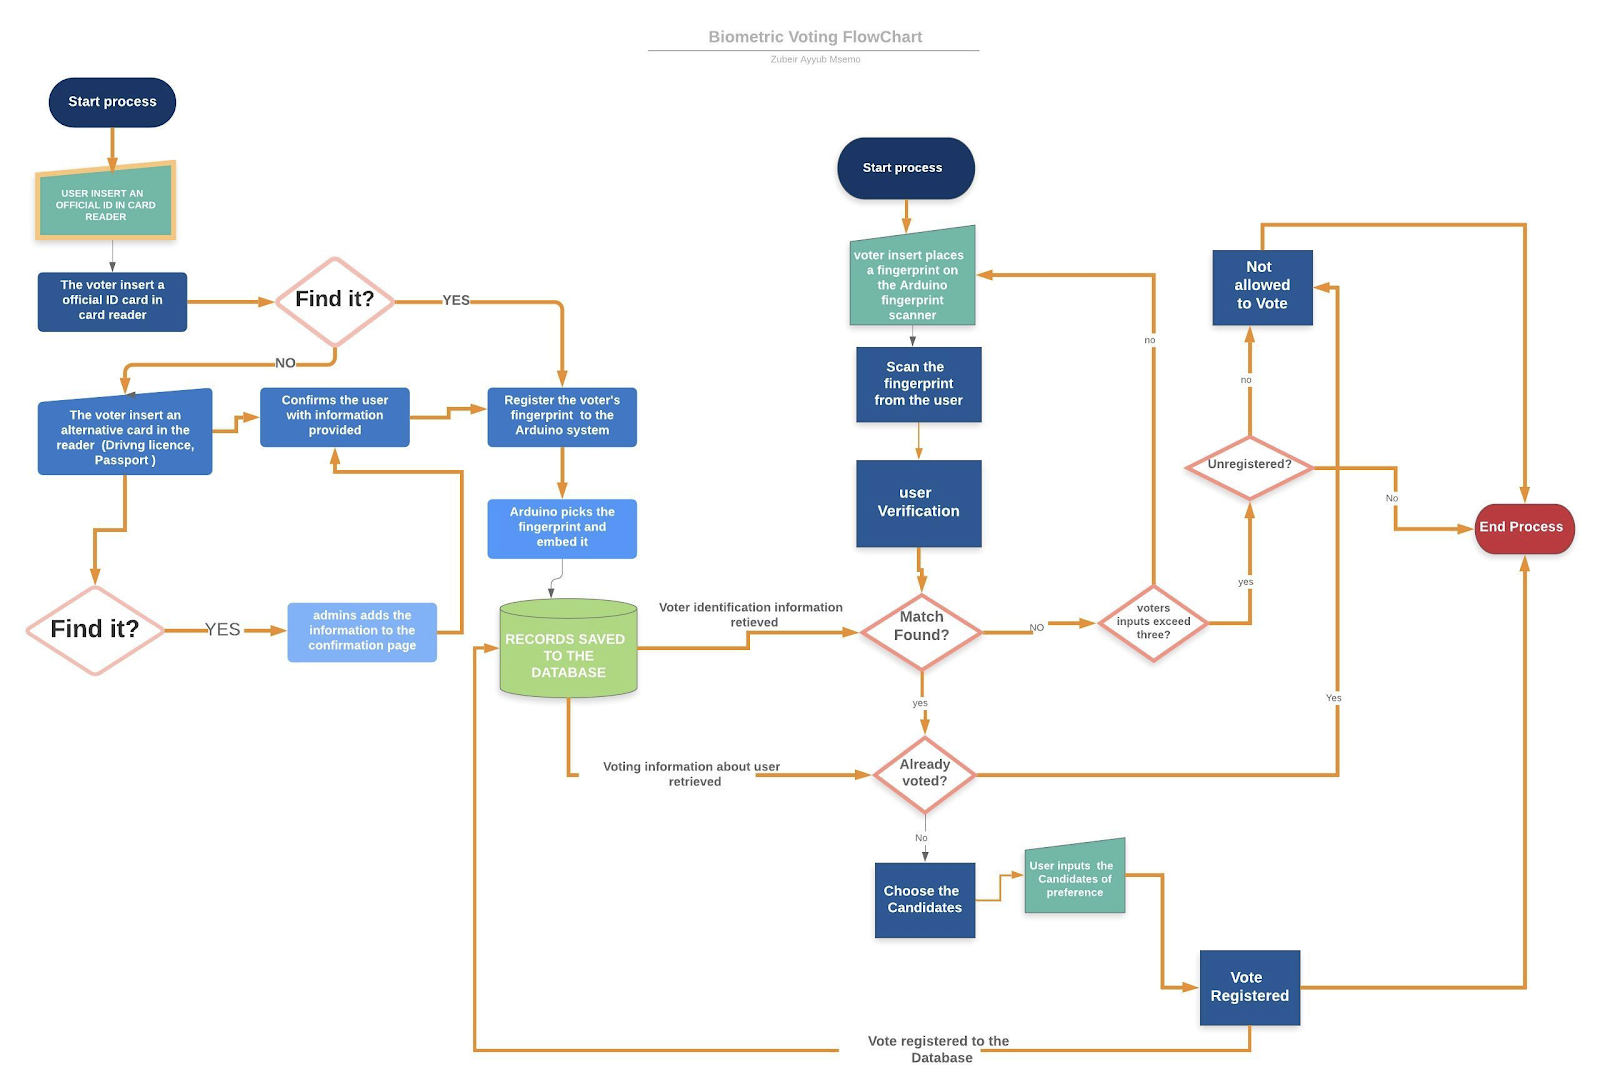 Biometric Voting FlowChart
Zubeir Ayyub Msemo
Start process
USER INSERT AN
OFFICIAL ID IN CARD
READER
The voter insert a
official ID card in
card reader
Find it?
YES
NO
The voter insert an
alternative card in the
reader (Drivng licence,
Passport )
Confirms the user
with information
provided
Register the voter's
fingerprint to the
Arduino system
Arduino picks the
fingerprint and
embed it
Find it?
YES
admins adds the
information to the
confirmation page
RECORDS SAVED
TO THE
DATABASE
Voter identification information
retieved
Voting information about user
retrieved
Start process
voter insert places
a fingerprint on
the Arduino
fingerprint
scanner
Scan the
fingerprint
from the user
user
Verification
Match
Found?
NO
voters
inputs exceed
three?
no
yes
Unregistered?
no
No
Not
allowed
to Vote
End Process
yes
Already
voted?
Yes
No
Choose the
Candidates
User inputs the
Candidates of
preference
Vote
Registered
Vote registered to the
Database